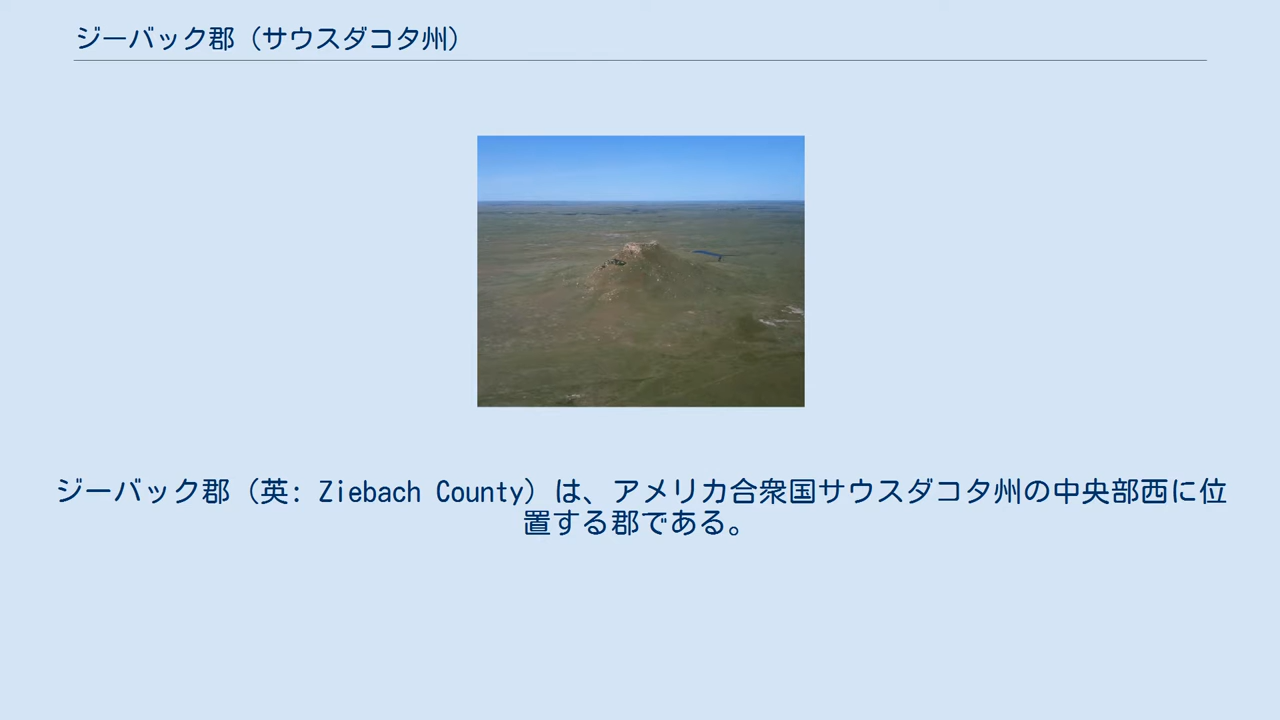 ジーバック郡（サウスダコタ州）
ジーバック郡（英: Ziebach County）は、アメリカ合衆国サウスダコタ州の中央部西に位
置する郡である。